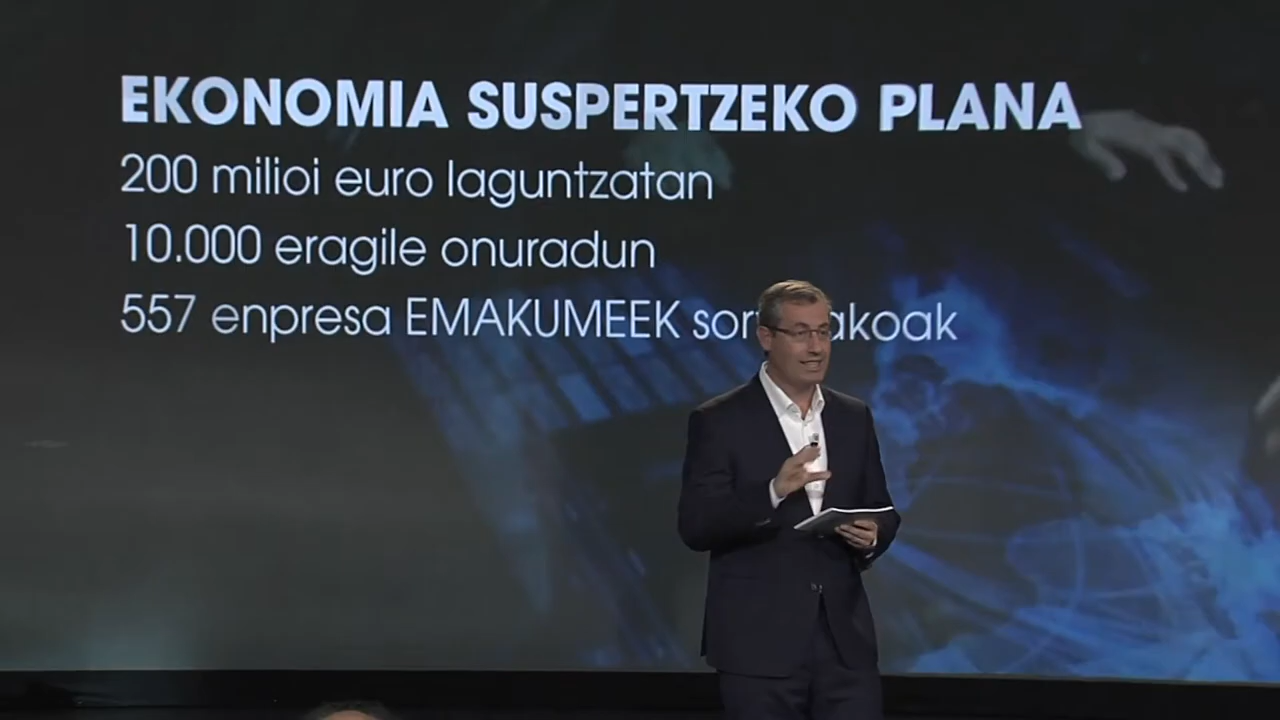 EKONOMIA SUSPERTZEKO PLANA
200 milioi euro laguntzatan
10.000 eragile onuradun
557 enpresa EMAKUMEEK